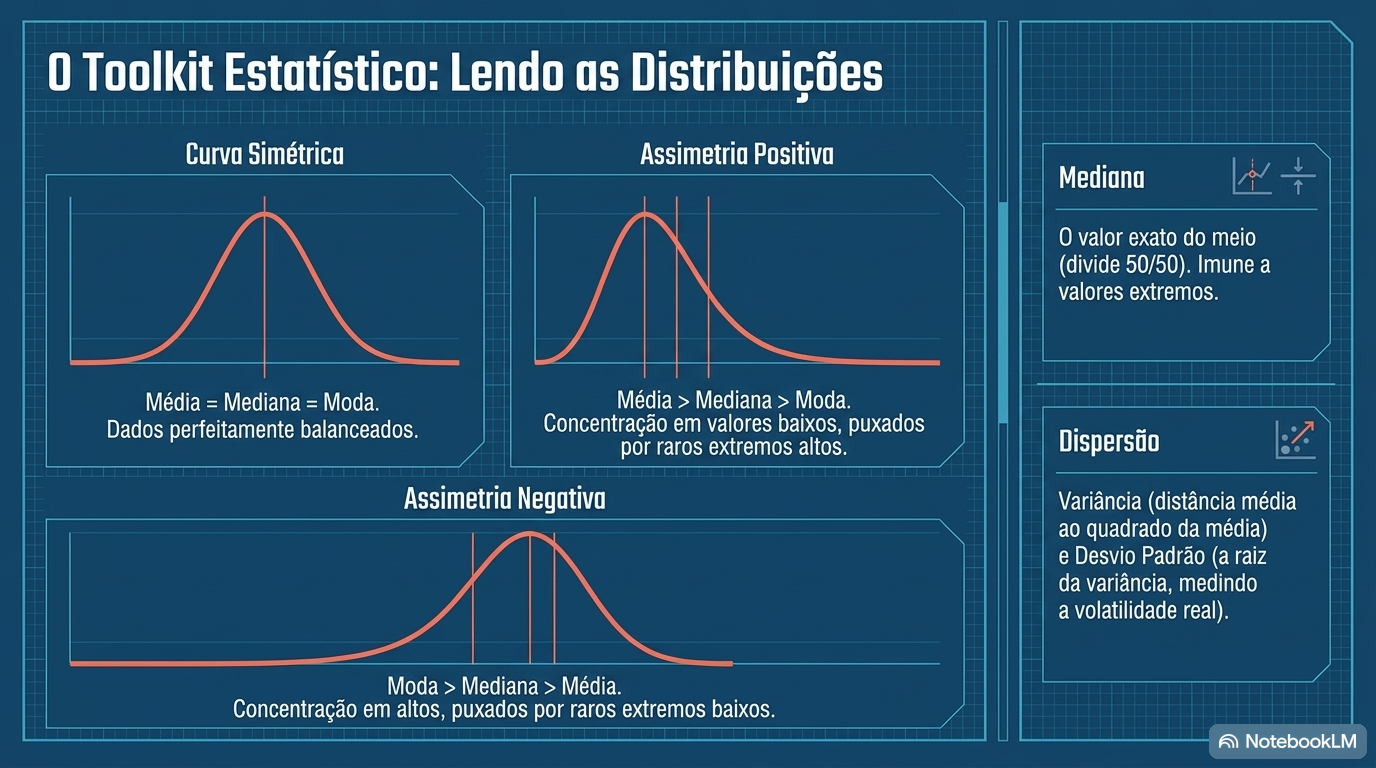 O Toolkit Estatístico: Lendo as Distribuições
Curva Simétrica
Média = Mediana = Moda.
Dados perfeitamente balanceados.
Assimetria Positiva
Média > Mediana > Moda.
Concentração em valores baixos, puxados
por raros extremos altos.
Assimetria Negativa
Moda > Mediana > Média.
Concentração em altos, puxados por raros extremos baixos.
Mediana
O valor exato do meio
(divide 50/50). Imune a
valores extremos.
Dispersão
Variância (distância média
ao quadrado da média)
e Desvio Padrão (a raiz
da variância, medindo
a volatilidade real).
NotebookLM